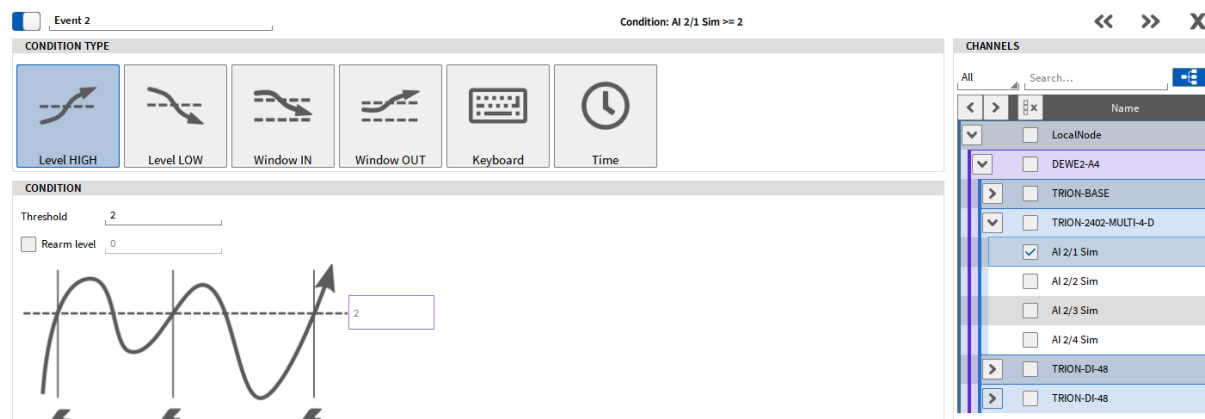 Event 2
Condition: AI 2/1 Sim >= 2
CONDITION TYPE
Level HIGH
Level LOW
Window IN
Window OUT
Keyboard
Time
CONDITION
Threshold 2
Rearm level 0
2
CHANNELS
All Search...
Name
LocalNode
DEWE2-A4
TRION-BASE
TRION-2402-MULTI-4-D
AI 2/1 Sim
AI 2/2 Sim
AI 2/3 Sim
AI 2/4 Sim
TRION-DI-48
TRION-DI-48